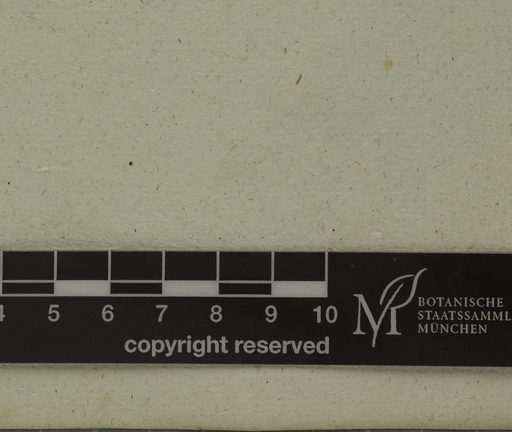 4 5 6 7 8 9 10
copyright reserved
BOTANISCHE
STAATSSAMML
MÜNCHEN